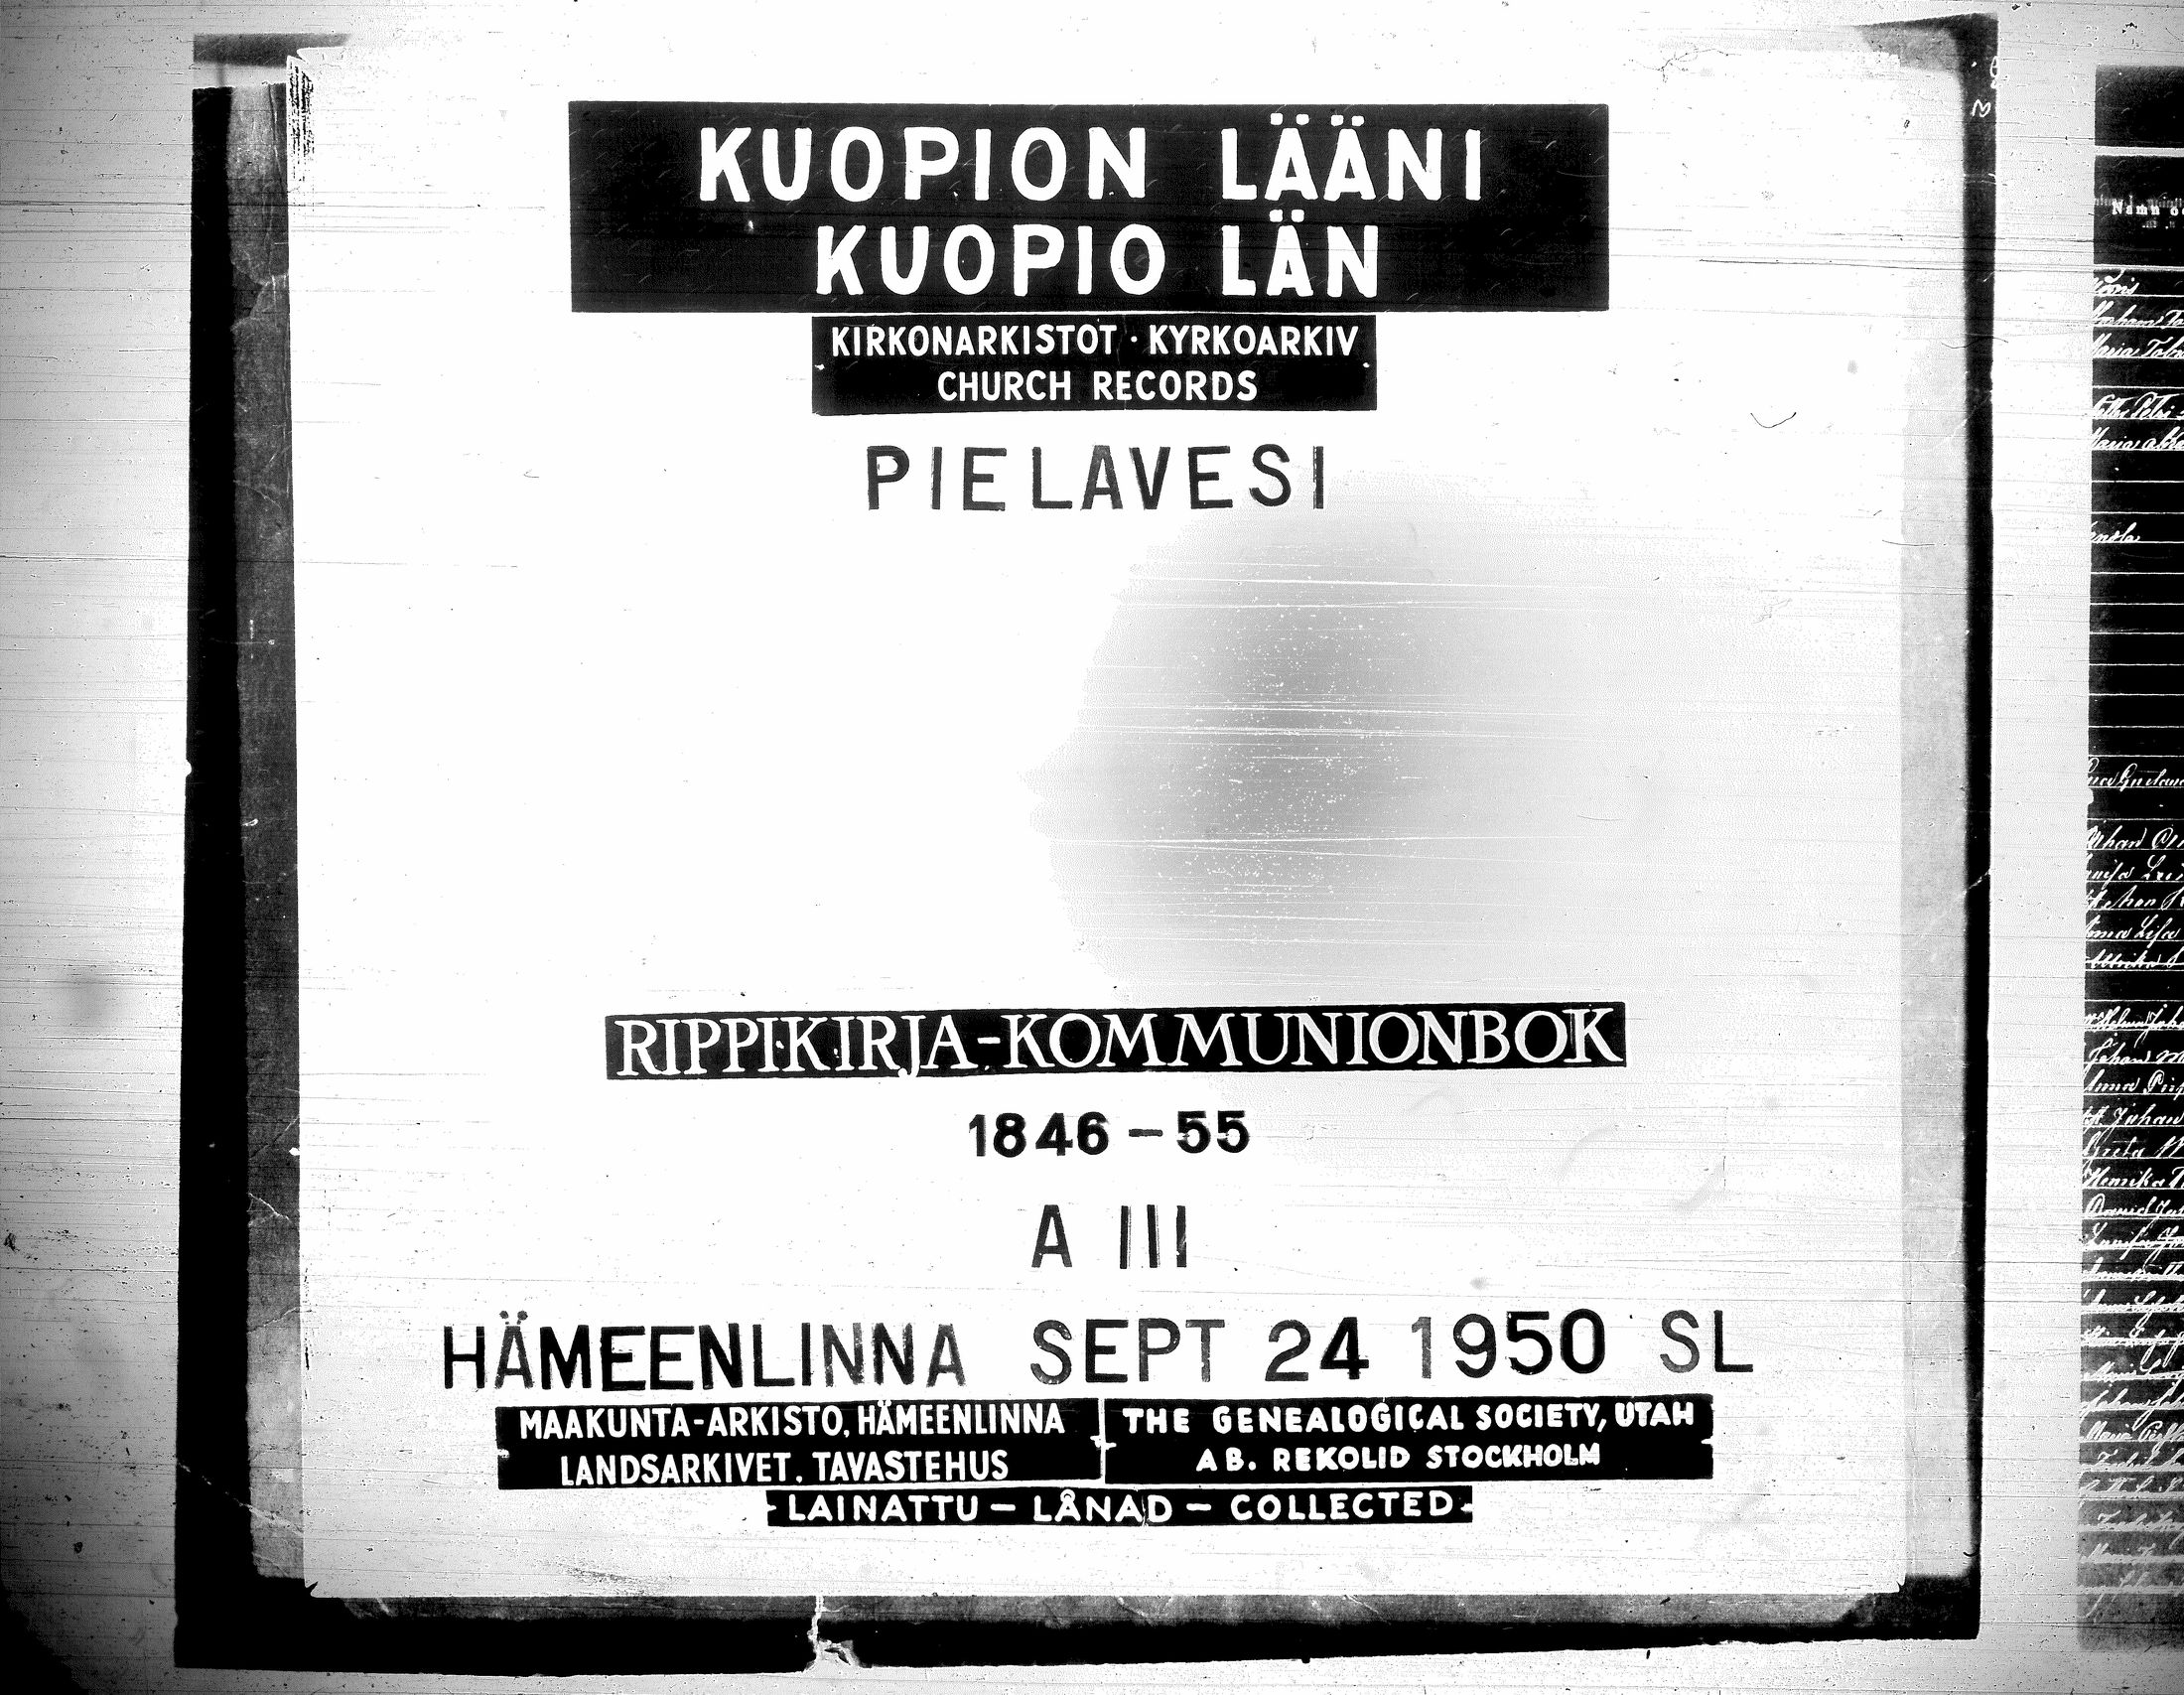 KUOPION LÄÄNI
KUOPIO LÄN
KIRKONARKISTOT · KYRKOARKIV
CHURCH RECORDS
PIELAVESI
RIPPIKIRJA-KOMMUNIONBOK
1846 – 55
A III
HÄMEENLINNA SEPT 24 1950 SL
MAAKUNTA-ARKISTO, HÄMEENLINNA
LANDSARKIVET, TAVASTEHUS
THE GENEALOGICAL SOCIETY, UTAH
AB. REKOLID STOCKHOLM
LAINATTU – LÅNAD – COLLECTED